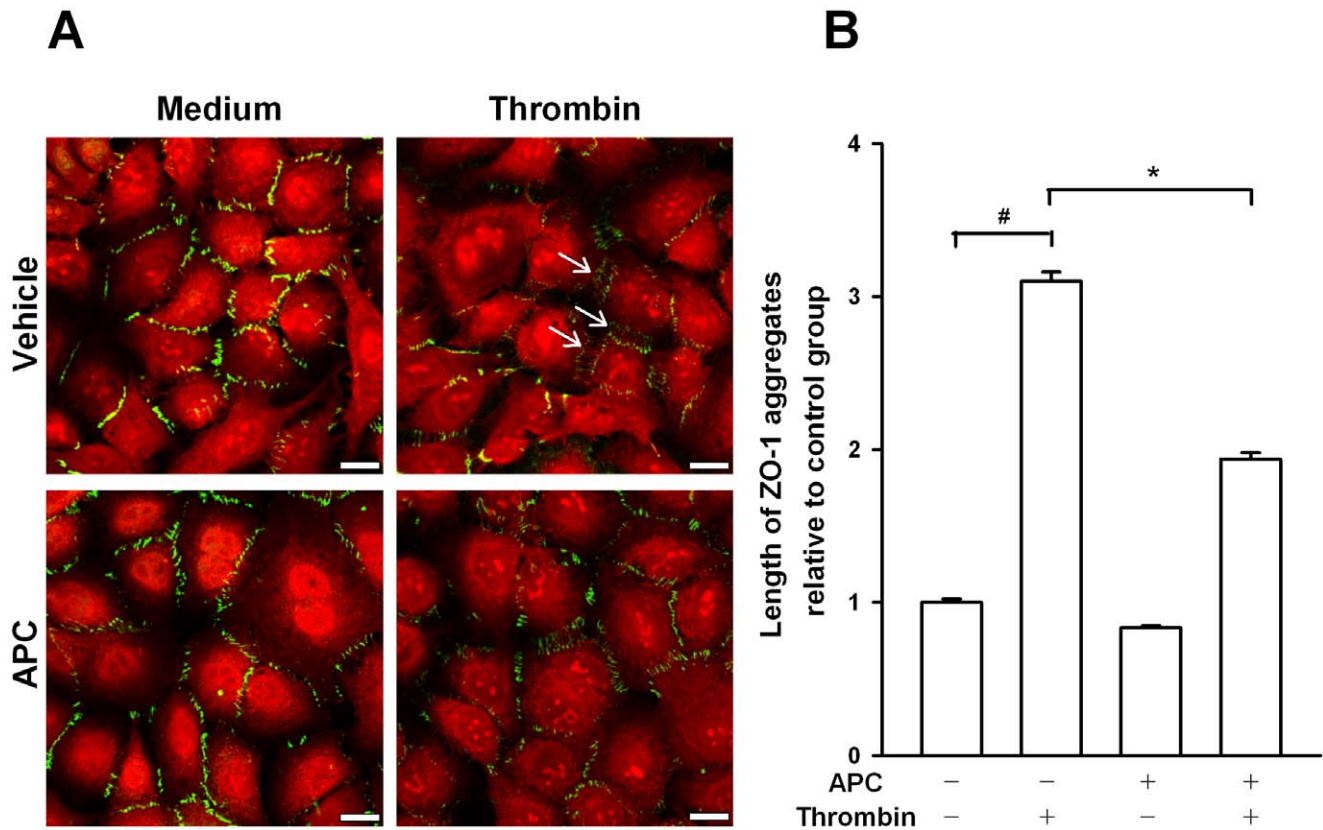 A
B
Medium
Thrombin
Vehicle
APC
Length of ZO-1 aggregates
relative to control group
4
3
2
1
0
#
*
APC − − + +
Thrombin − + − +